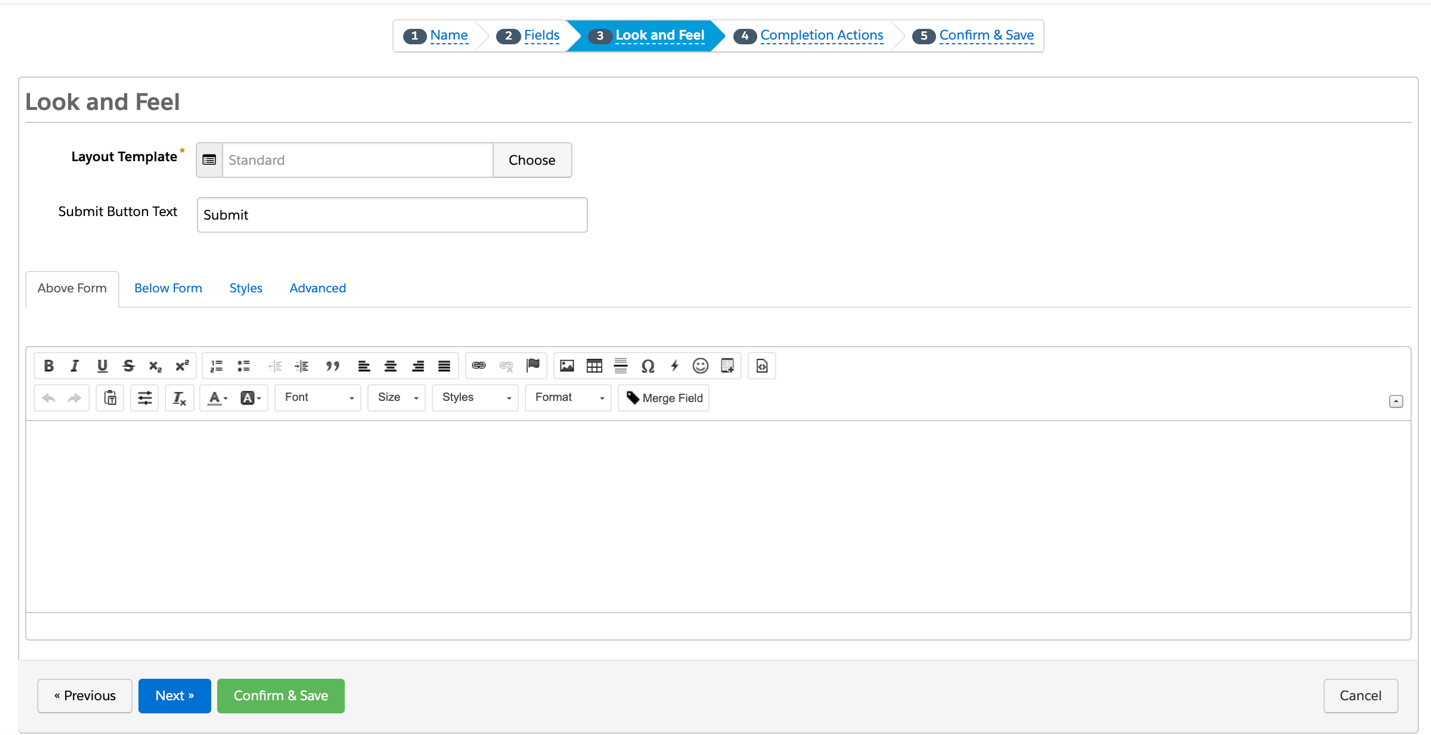 1 Name 2 Fields 3 Look and Feel 4 Completion Actions 5 Confirm & Save
Look and Feel
Layout Template * Standard Choose
Submit Button Text Submit
Above Form Below Form Styles Advanced
B I U S x₂ x²
Font Size Styles Format Merge Field
« Previous Next » Confirm & Save Cancel